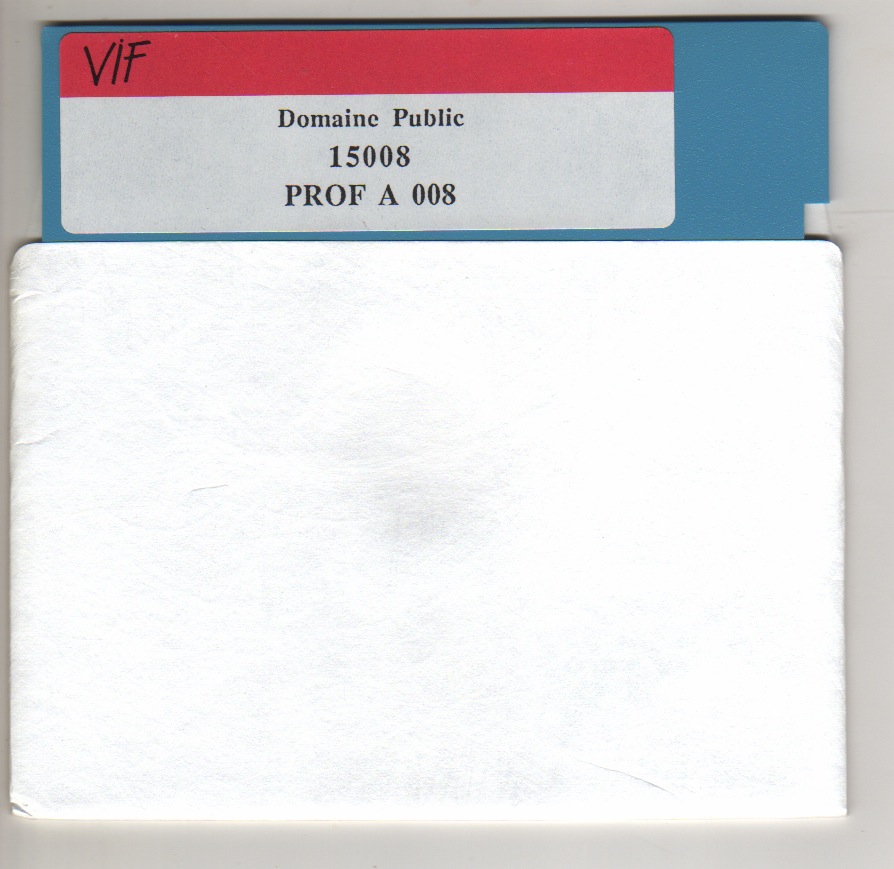 VIF
Domaine Public
15008
PROF A 008